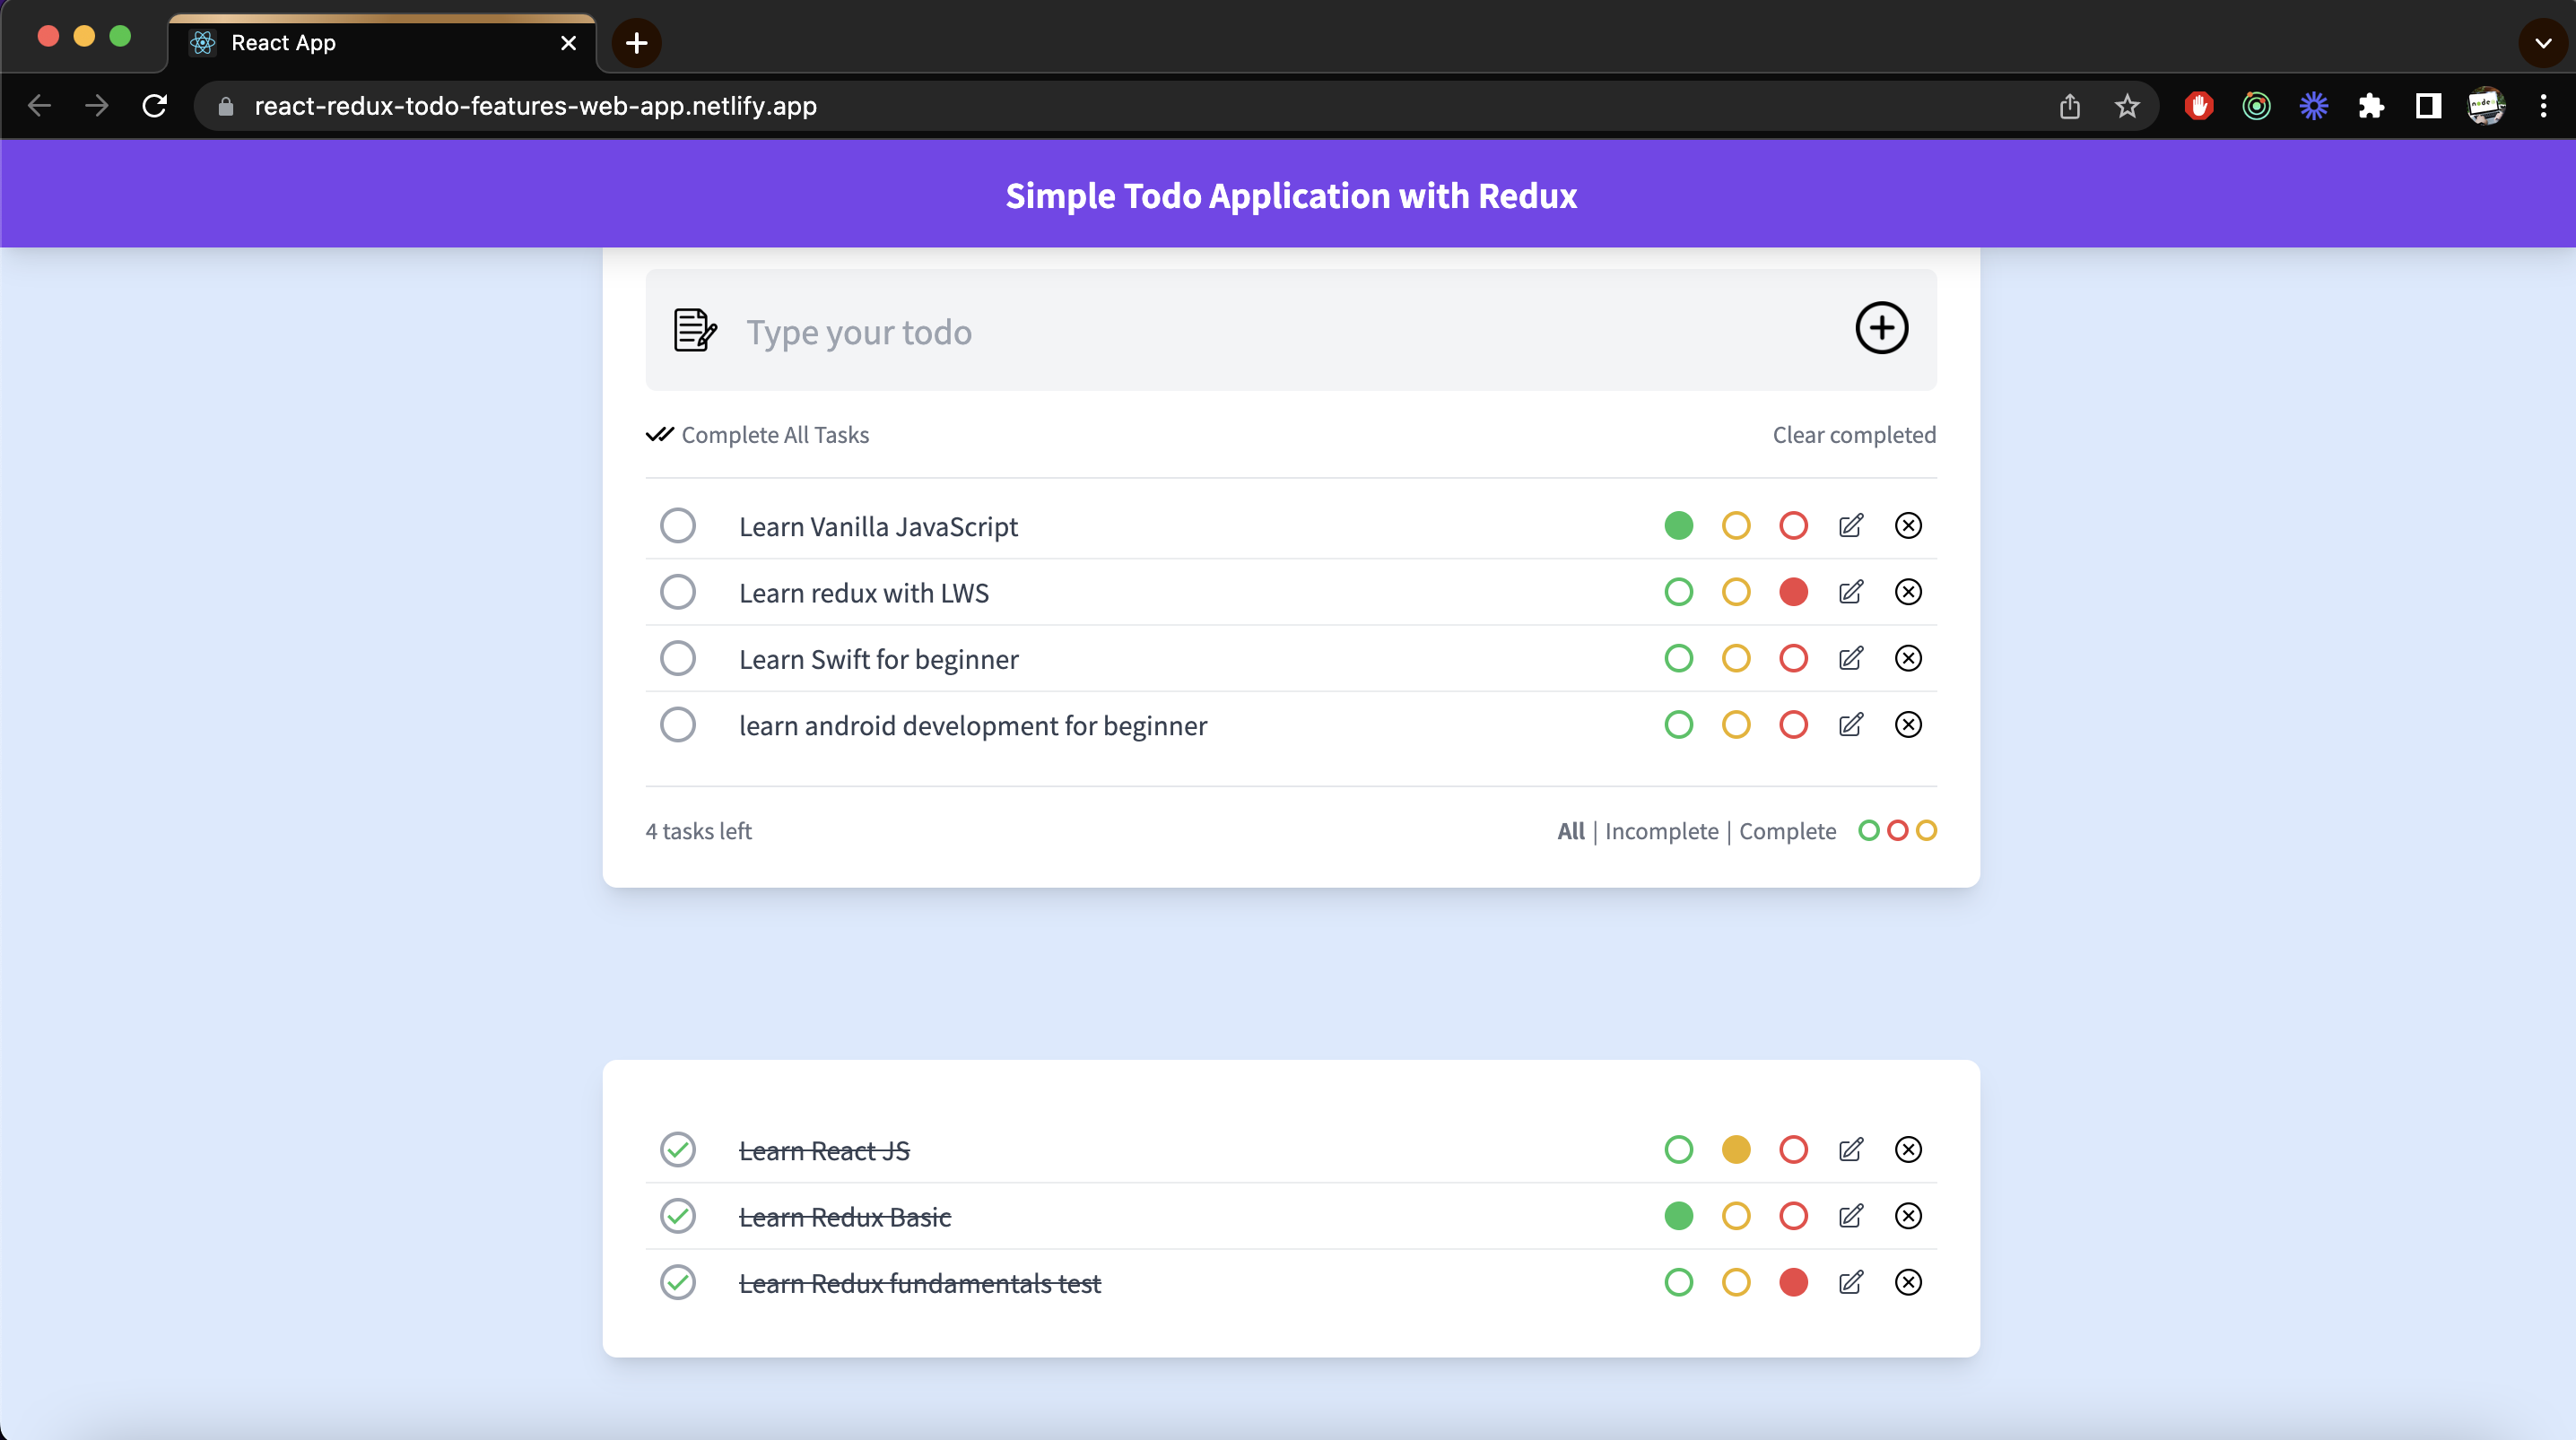 React App
react-redux-todo-features-web-app.netlify.app
Simple Todo Application with Redux
Type your todo
Complete All Tasks
Clear completed
Learn Vanilla JavaScript
Learn redux with LWS
Learn Swift for beginner
learn android development for beginner
4 tasks left
All | Incomplete | Complete
Learn React JS
Learn Redux Basic
Learn Redux fundamentals test